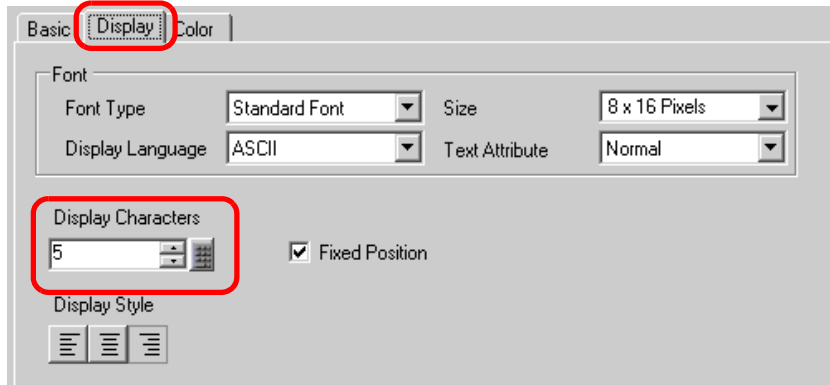 Basic Display Color
Font
Font Type Standard Font Size 8 x 16 Pixels
Display Language ASCII Text Attribute Normal
Display Characters
5 Fixed Position
Display Style